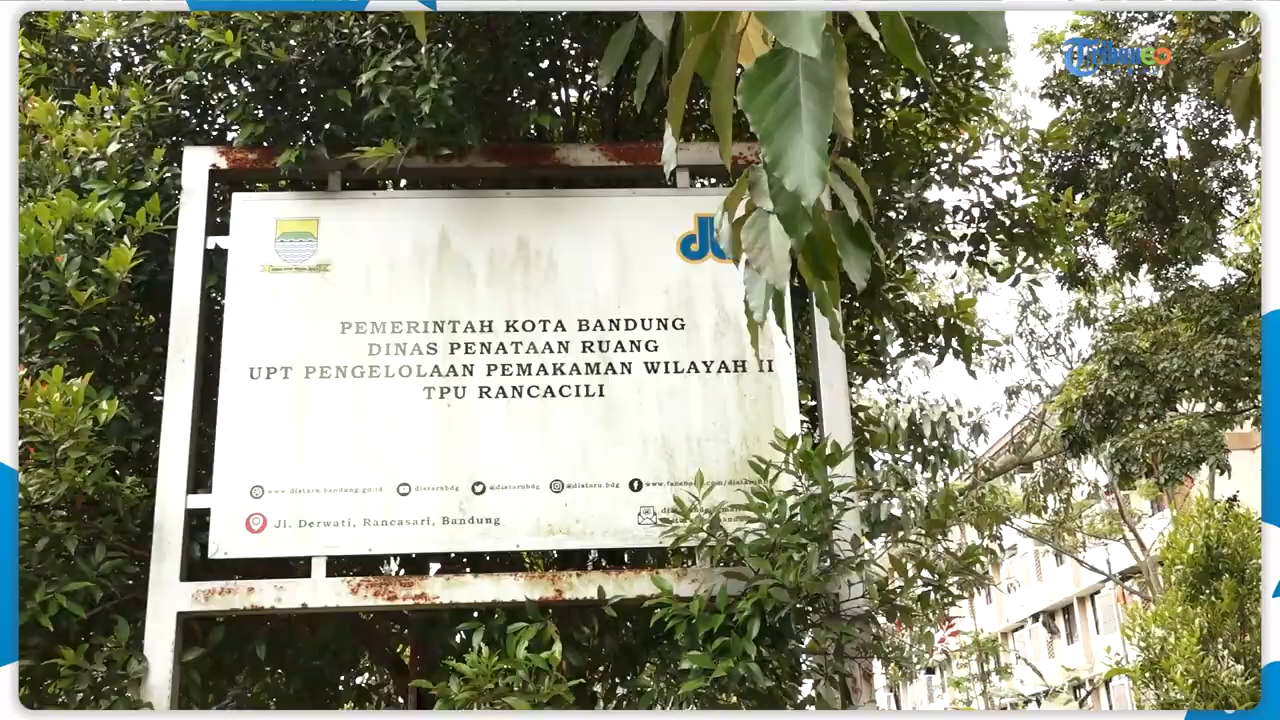 Tribun
PEMERINTAH KOTA BANDUNG
DINAS PENATAAN RUANG
UPT PENGELOLAAN PEMAKAMAN WILAYAH II
TPU RANCACILI
www.distaru.bandung.go.id distarubdg @distarubdg @distaru.bdg
Jl. Derwati, Rancasari, Bandung